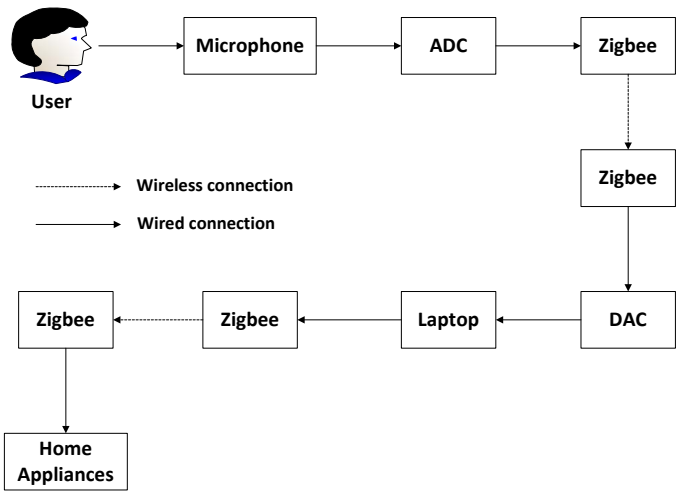 Microphone
ADC
Zigbee
User
Zigbee
Wireless connection
Wired connection
Zigbee
Zigbee
Laptop
DAC
Home
Appliances